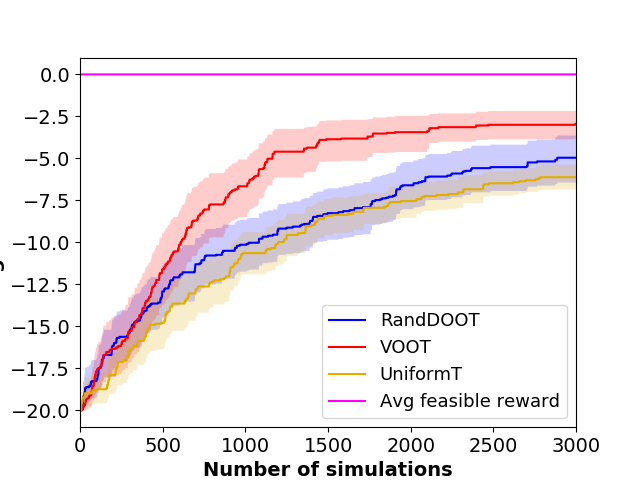 0.0
−2.5
−5.0
−7.5
−10.0
−12.5
−15.0
−17.5
−20.0
0 500 1000 1500 2000 2500 3000
Number of simulations
RandDOOT
VOOT
UniformT
Avg feasible reward